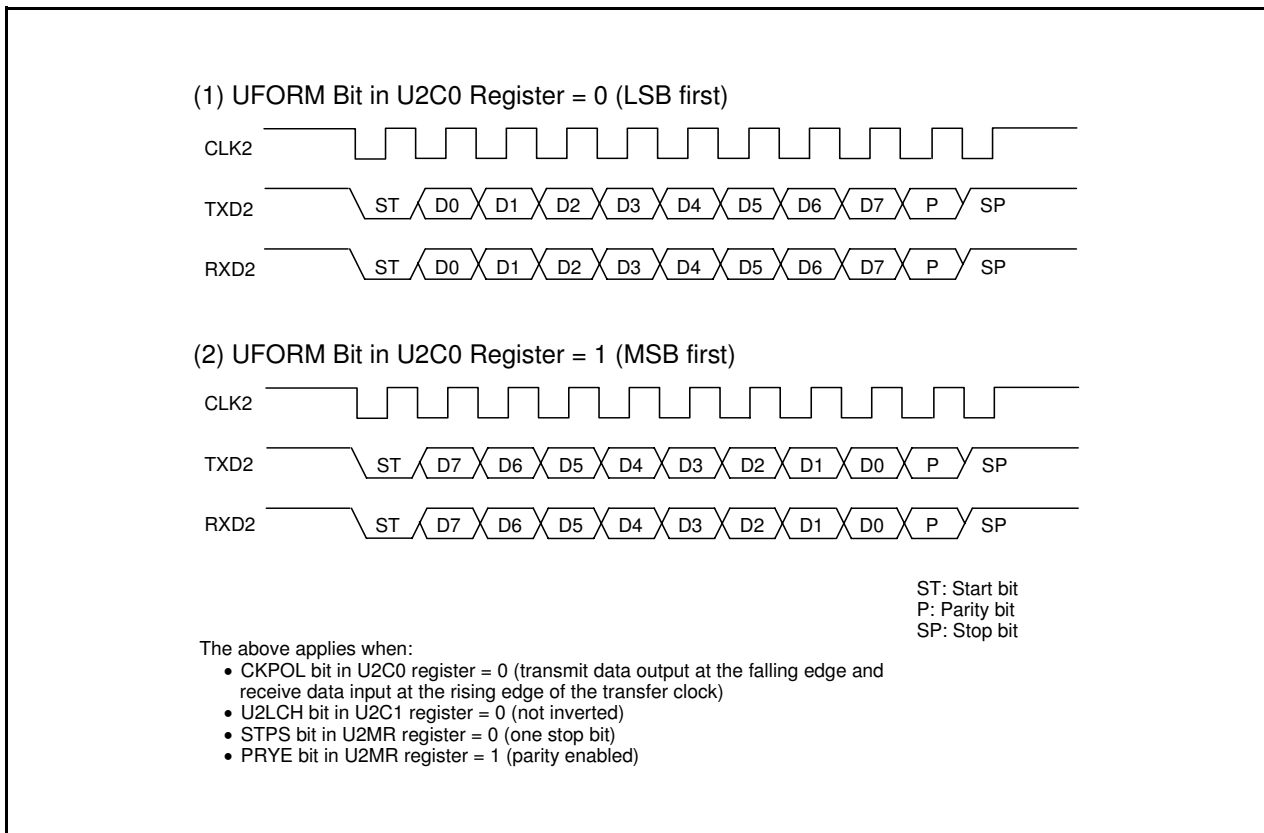 (1) UFORM Bit in U2C0 Register = 0 (LSB first)
CLK2
TXD2 ST D0 D1 D2 D3 D4 D5 D6 D7 P SP
RXD2 ST D0 D1 D2 D3 D4 D5 D6 D7 P SP
(2) UFORM Bit in U2C0 Register = 1 (MSB first)
CLK2
TXD2 ST D7 D6 D5 D4 D3 D2 D1 D0 P SP
RXD2 ST D7 D6 D5 D4 D3 D2 D1 D0 P SP
ST: Start bit
P: Parity bit
SP: Stop bit
The above applies when:
• CKPOL bit in U2C0 register = 0 (transmit data output at the falling edge and
receive data input at the rising edge of the transfer clock)
• U2LCH bit in U2C1 register = 0 (not inverted)
• STPS bit in U2MR register = 0 (one stop bit)
• PRYE bit in U2MR register = 1 (parity enabled)